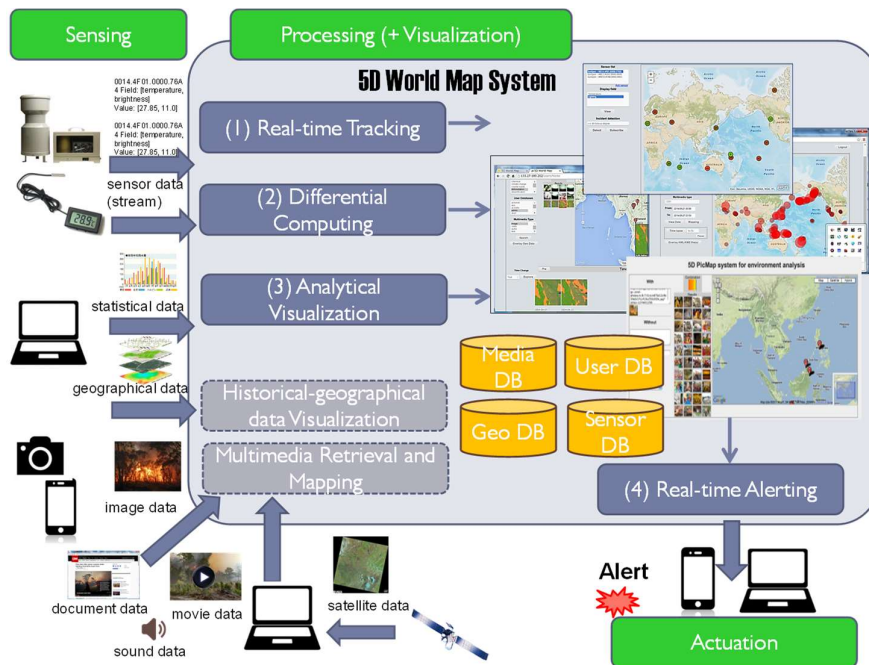 Sensing
Processing (+ Visualization)
5D World Map System
0014.4F01.0000.76A
4 Field: [temperature,
brightness]
Value: [27.85, 11.0]
0014.4F01.0000.76A
4 Field: [temperature,
brightness]
Value: [27.85, 11.0]
sensor data
(stream)
(1) Real-time Tracking
(2) Differential
Computing
(3) Analytical
Visualization
statistical data
geographical data
Historical-geographical
data Visualization
Multimedia Retrieval and
Mapping
5D PicMap system for environment analysis
Media
DB
User DB
Geo DB
Sensor
DB
(4) Real-time Alerting
image data
document data
movie data
sound data
satellite data
Alert
Actuation